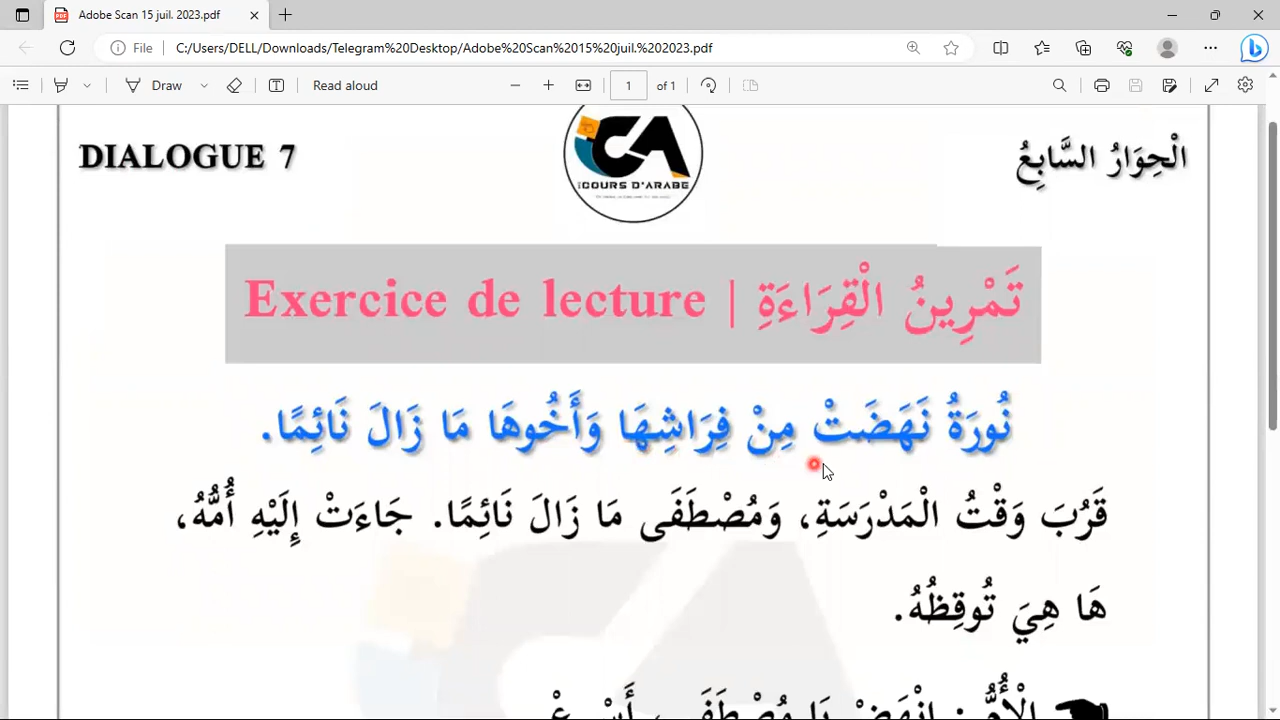 Adobe Scan 15 juil. 2023.pdf
File C:/Users/DELL/Downloads/Telegram%20Desktop/Adobe%20Scan%2015%20juil.%202023.pdf
Draw Read aloud 1 of 1
DIALOGUE 7 الْحِوَارُ السَّابِعُ
CA
COURS D'ARABE
تَمْرِينُ الْقِرَاءَةِ | Exercice de lecture
نُورَةُ نَهَضَتْ مِنْ فِرَاشِهَا وَأَخُوهَا مَا زَالَ نَائِمًا.
قَرُبَ وَقْتُ الْمَدْرَسَةِ، وَمُصْطَفَى مَا زَالَ نَائِمًا. جَاءَتْ إِلَيْهِ أُمُّهُ،
هَا هِيَ تُوقِظُهُ.
الْأُمُّ : اِنْهَضْ يَا مُصْطَفَى، أَسْرِعْ